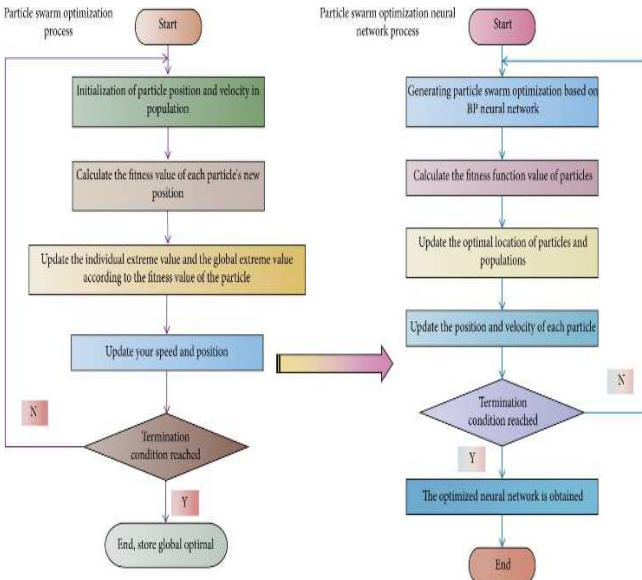 Particle swarm optimization
process
Start
Initialization of particle position and velocity in
population
Calculate the fitness value of each particle's new
position
Update the individual extreme value and the global extreme value
according to the fitness value of the particle
Update your speed and position
N
Termination
condition reached
Y
End, store global optimal
Particle swarm optimization neural
network process
Start
Generating particle swarm optimization based on
BP neural network
Calculate the fitness function value of particles
Update the optimal location of particles and
populations
Update the position and velocity of each particle
N
Termination
condition reached
Y
The optimized neural network is obtained
End